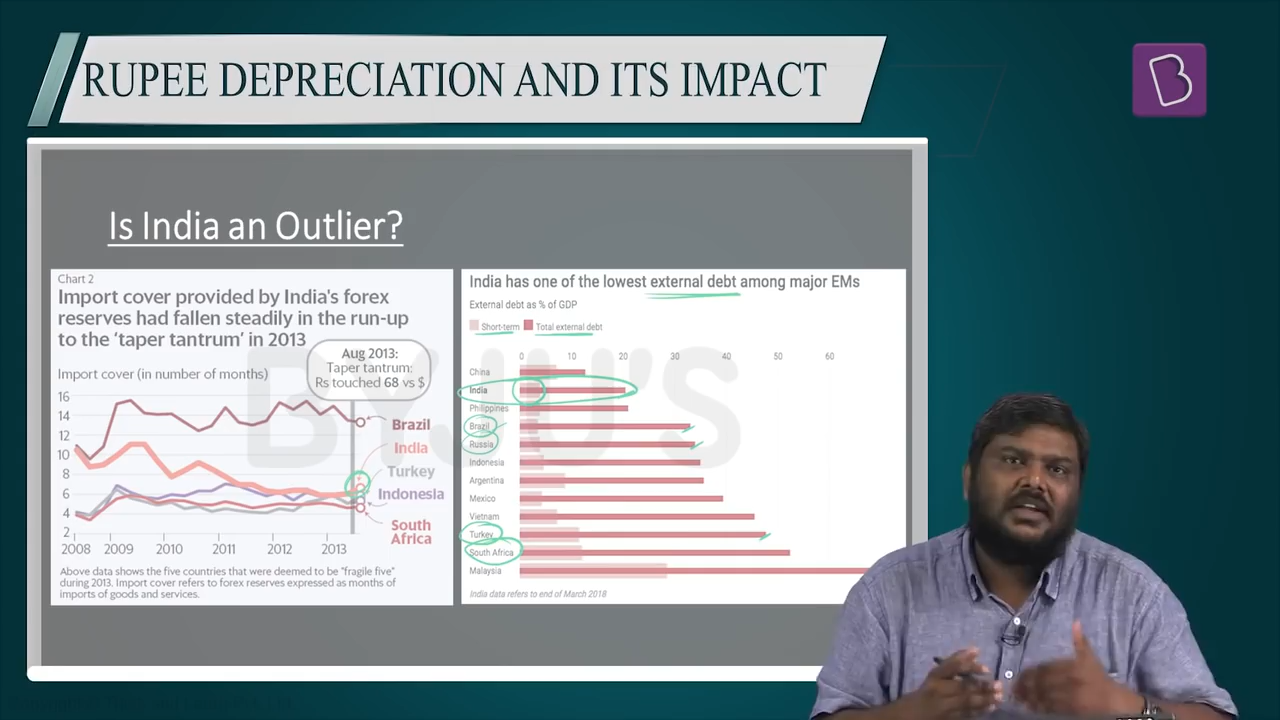 RUPEE DEPRECIATION AND ITS IMPACT
B
Is India an Outlier?
Chart 2
Import cover provided by India's forex
reserves had fallen steadily in the run-up
to the 'taper tantrum' in 2013
Aug 2013:
Taper tantrum;
Rs touched 68 vs $
Import cover (in number of months)
16
14
12
10
8
6
4
2
2008
2009
2010
2011
2012
2013
Brazil
India
Turkey
Indonesia
South
Africa
Above data shows the five countries that were deemed to be "fragile five"
during 2013. Import cover refers to forex reserves expressed as months of
imports of goods and services.
India has one of the lowest external debt among major EMs
External debt as % of GDP
Short-term Total external debt
0 10 20 30 40 50 60
China
India
Philippines
Brazil
Russia
Indonesia
Argentina
Mexico
Vietnam
Turkey
South Africa
Malaysia
India data refers to end of March 2018
BYJU'S